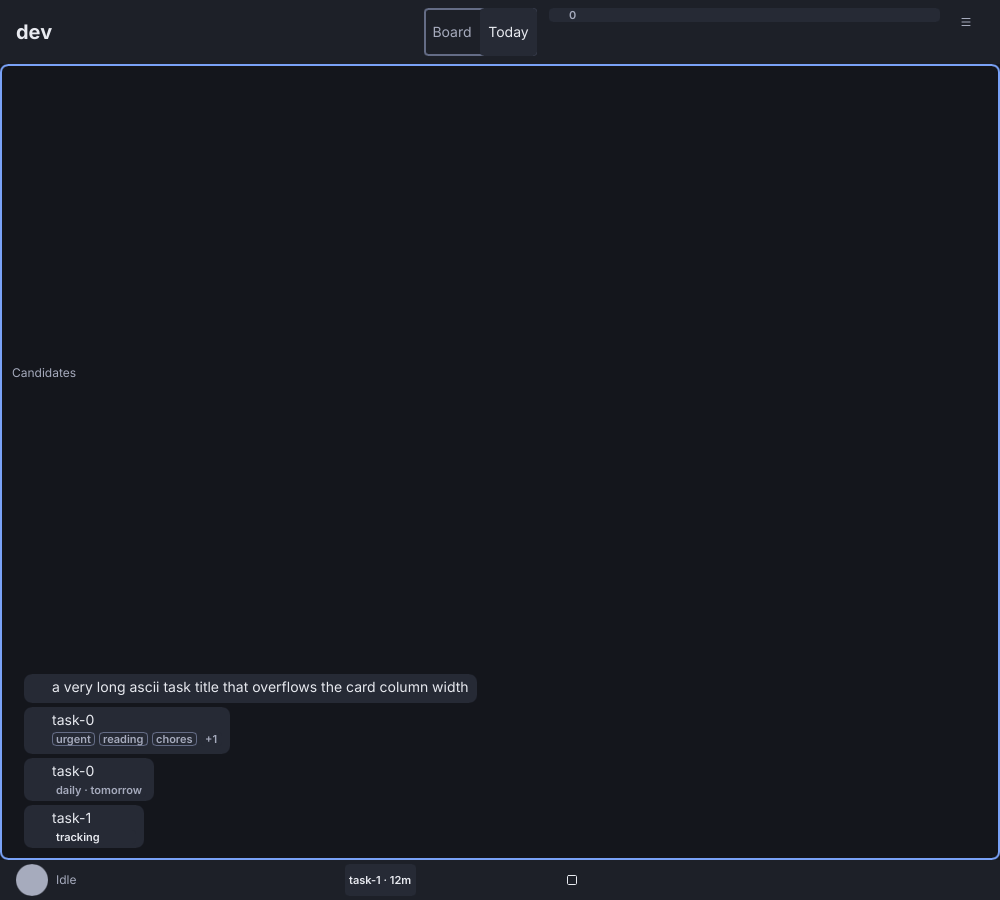 dev
Board
Today
0
Candidates
a very long ascii task title that overflows the card column width
task-0
urgent reading chores +1
task-0
daily · tomorrow
task-1
tracking
Idle
task-1 · 12m